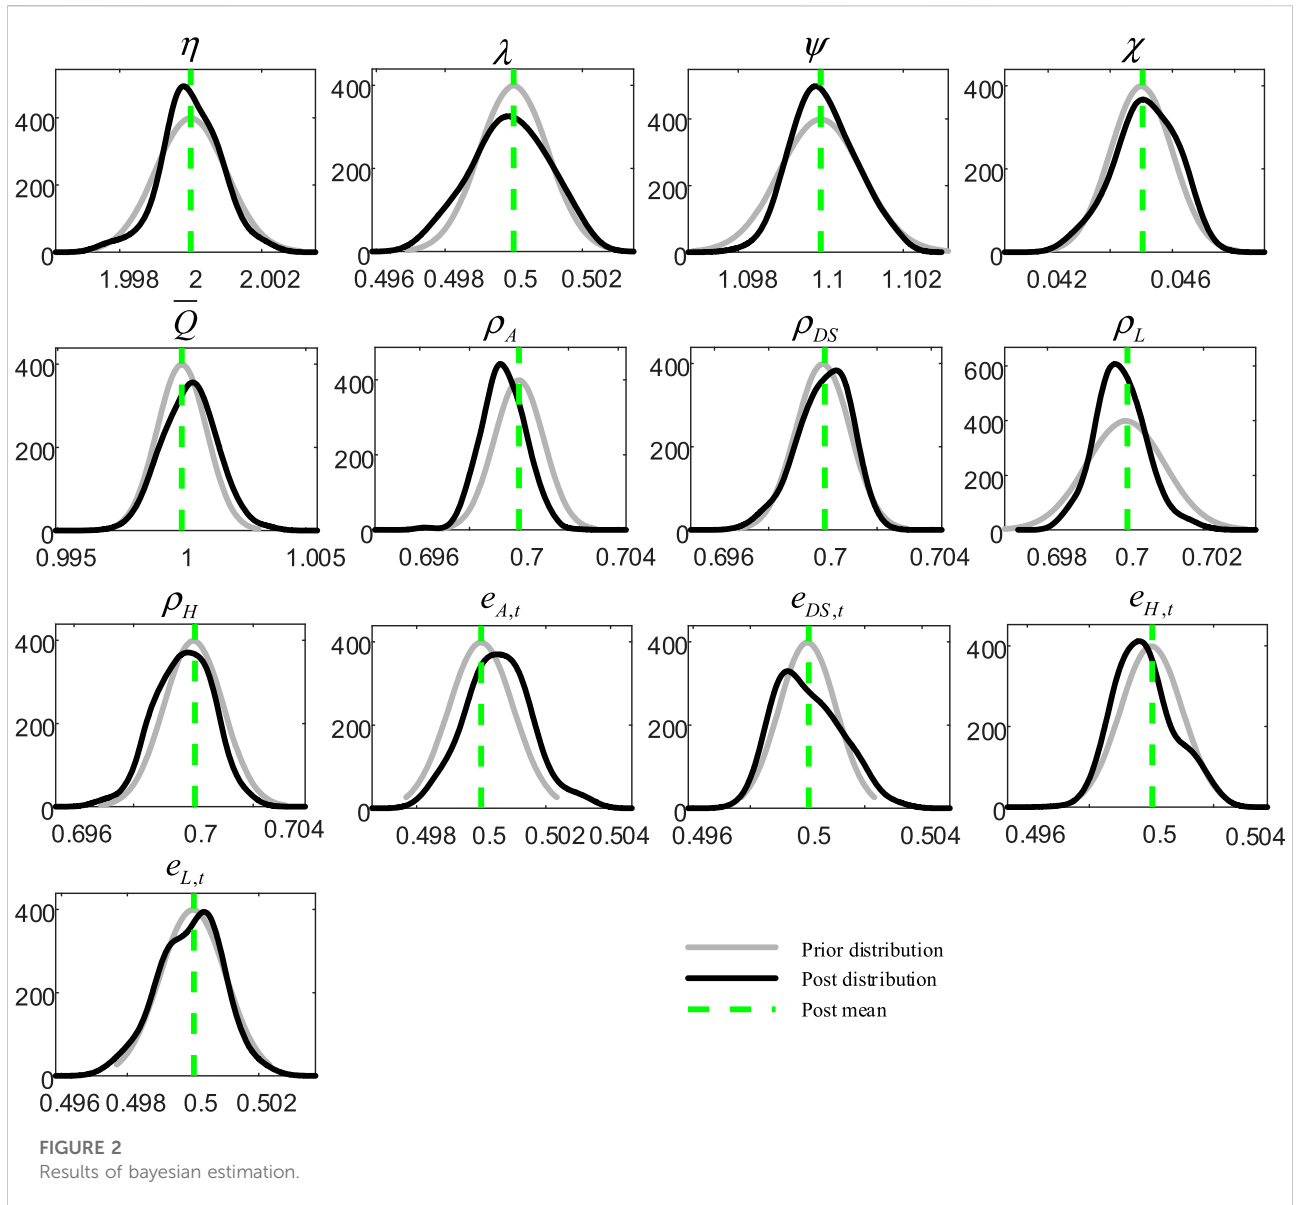 η λ ψ χ
400 200 0 1.998 2 2.002
400 200 0 0.496 0.498 0.5 0.502
400 200 0 1.098 1.1 1.102
400 200 0 0.042 0.046
Q̅ ρ_A ρ_DS ρ_L
400 200 0 0.995 1 1.005
400 200 0 0.696 0.7 0.704
400 200 0 0.696 0.7 0.704
600 400 200 0 0.698 0.7 0.702
ρ_H e_A,t e_DS,t e_H,t
400 200 0 0.696 0.7 0.704
400 200 0 0.498 0.5 0.502 0.504
400 200 0 0.496 0.5 0.504
400 200 0 0.496 0.5 0.504
e_L,t
400 200 0 0.496 0.498 0.5 0.502
Prior distribution
Post distribution
Post mean
FIGURE 2
Results of bayesian estimation.